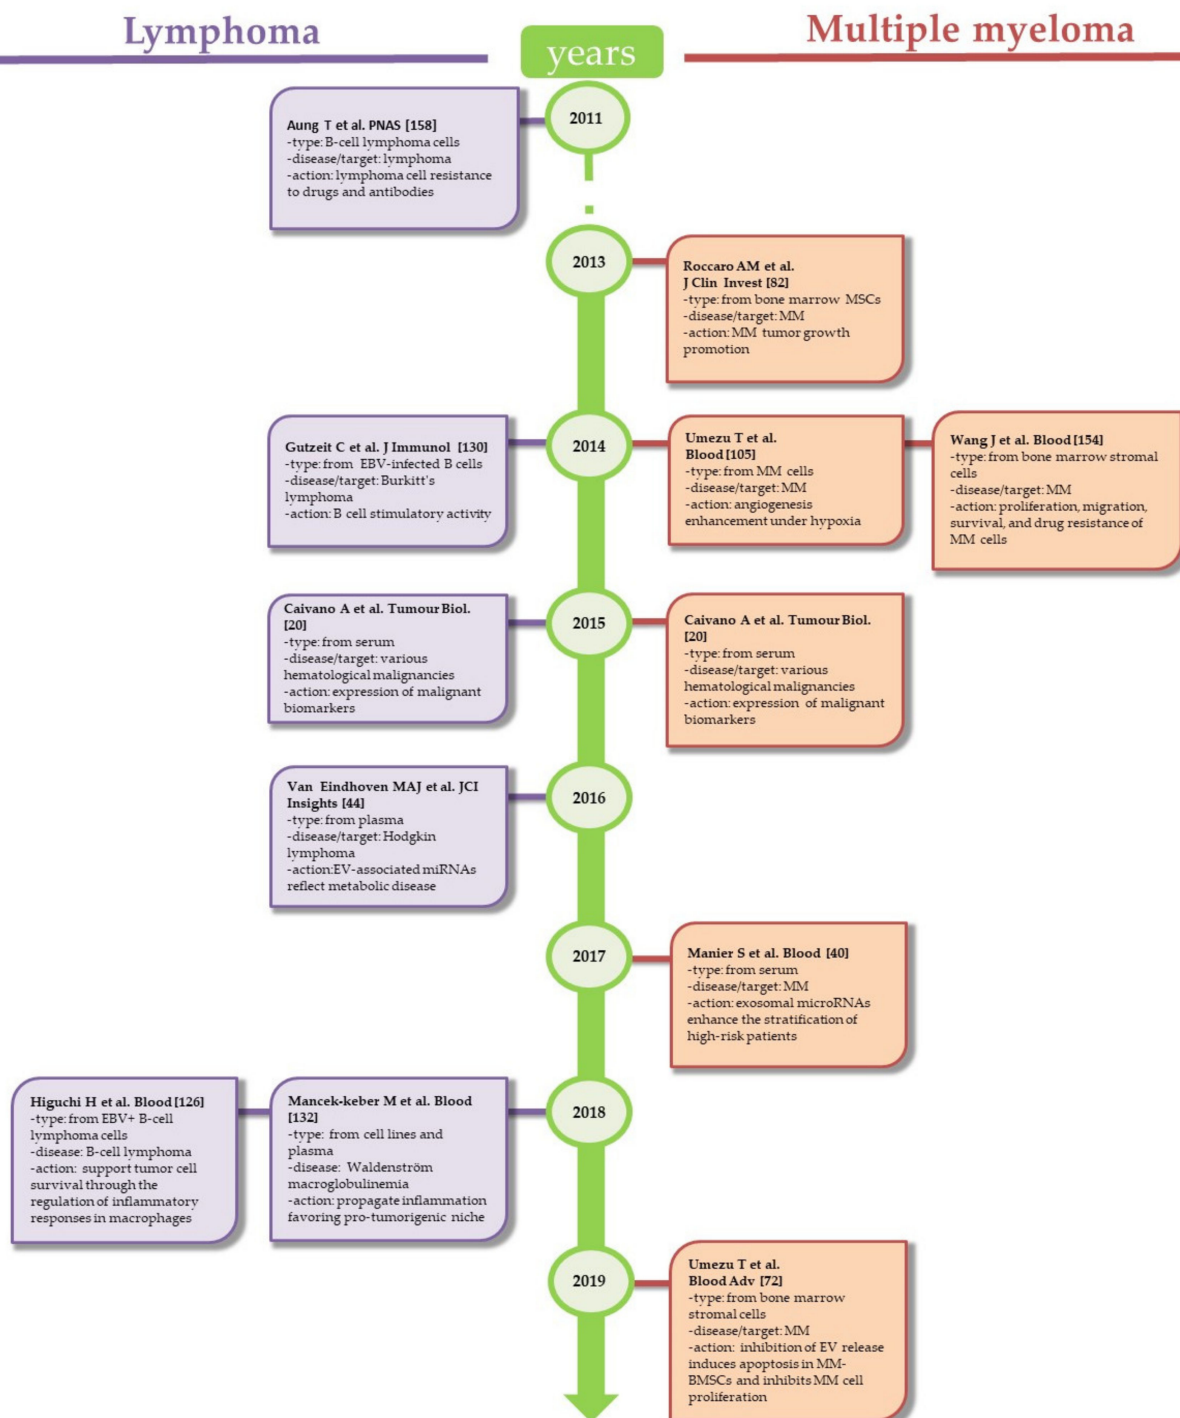 Lymphoma
years
Multiple myeloma
2011
Aung T et al. PNAS [158]
-type: B-cell lymphoma cells
-disease/target: lymphoma
-action: lymphoma cell resistance
to drugs and antibodies
2013
Roccaro AM et al.
J Clin Invest [82]
-type: from bone marrow MSCs
-disease/target: MM
-action: MM tumor growth
promotion
2014
Gutzeit C et al. J Immunol [130]
-type: from EBV-infected B cells
-disease/target: Burkitt's
lymphoma
-action: B cell stimulatory activity
Umezu T et al.
Blood [105]
-type: from MM cells
-disease/target: MM
-action: angiogenesis
enhancement under hypoxia
Wang J et al. Blood [154]
-type: from bone marrow stromal
cells
-disease/target: MM
-action: proliferation, migration,
survival, and drug resistance of
MM cells
2015
Caivano A et al. Tumour Biol.
[20]
-type: from serum
-disease/target: various
hematological malignancies
-action: expression of malignant
biomarkers
Caivano A et al. Tumour Biol.
[20]
-type: from serum
-disease/target: various
hematological malignancies
-action: expression of malignant
biomarkers
2016
Van Eindhoven MAJ et al. JCI
Insights [44]
-type: from plasma
-disease/target: Hodgkin
lymphoma
-action:EV-associated miRNAs
reflect metabolic disease
2017
Manier S et al. Blood [40]
-type: from serum
-disease/target: MM
-action: exosomal microRNAs
enhance the stratification of
high-risk patients
2018
Higuchi H et al. Blood [126]
-type: from EBV+ B-cell
lymphoma cells
-disease: B-cell lymphoma
-action: support tumor cell
survival through the
regulation of inflammatory
responses in macrophages
Mancek-keber M et al. Blood
[132]
-type: from cell lines and
plasma
-disease: Waldenström
macroglobulinemia
-action: propagate inflammation
favoring pro-tumorigenic niche
2019
Umezu T et al.
Blood Adv [72]
-type: from bone marrow
stromal cells
-disease/target: MM
-action: inhibition of EV release
induces apoptosis in MM-
BMSCs and inhibits MM cell
proliferation